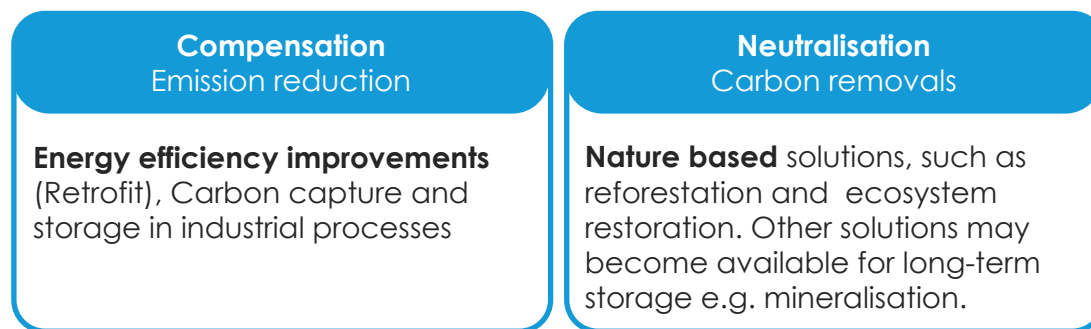 Compensation
Emission reduction
Energy efficiency improvements
(Retrofit), Carbon capture and
storage in industrial processes
Neutralisation
Carbon removals
Nature based solutions, such as
reforestation and  ecosystem
restoration. Other solutions may
become available for long-term
storage e.g. mineralisation.